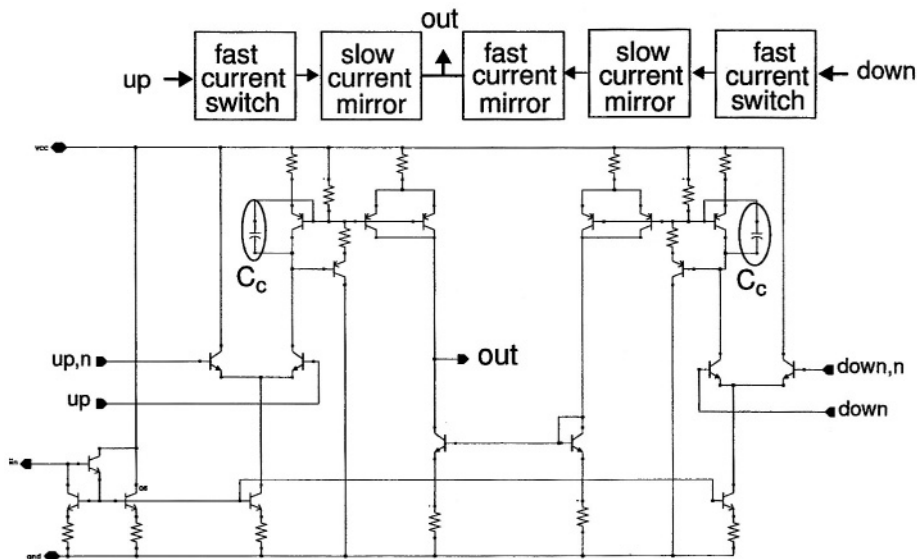 out
up
fast
current
switch
slow
current
mirror
fast
current
mirror
slow
current
mirror
fast
current
switch
down
vcc
Cc
Cc
up,n
out
down,n
up
down
gnd